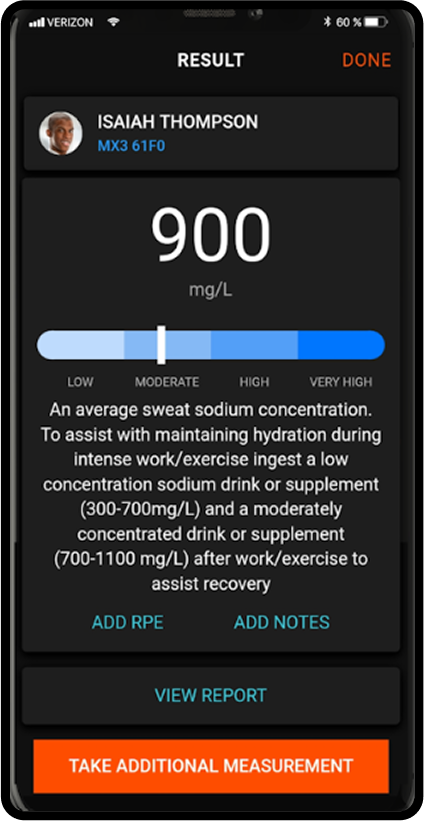 VERIZON
60 %
RESULT
DONE
ISAIAH THOMPSON
MX3 61F0
900
mg/L
LOW
MODERATE
HIGH
VERY HIGH
An average sweat sodium concentration.
To assist with maintaining hydration during
intense work/exercise ingest a low
concentration sodium drink or supplement
(300-700mg/L) and a moderately
concentrated drink or supplement
(700-1100 mg/L) after work/exercise to
assist recovery
ADD RPE
ADD NOTES
VIEW REPORT
TAKE ADDITIONAL MEASUREMENT